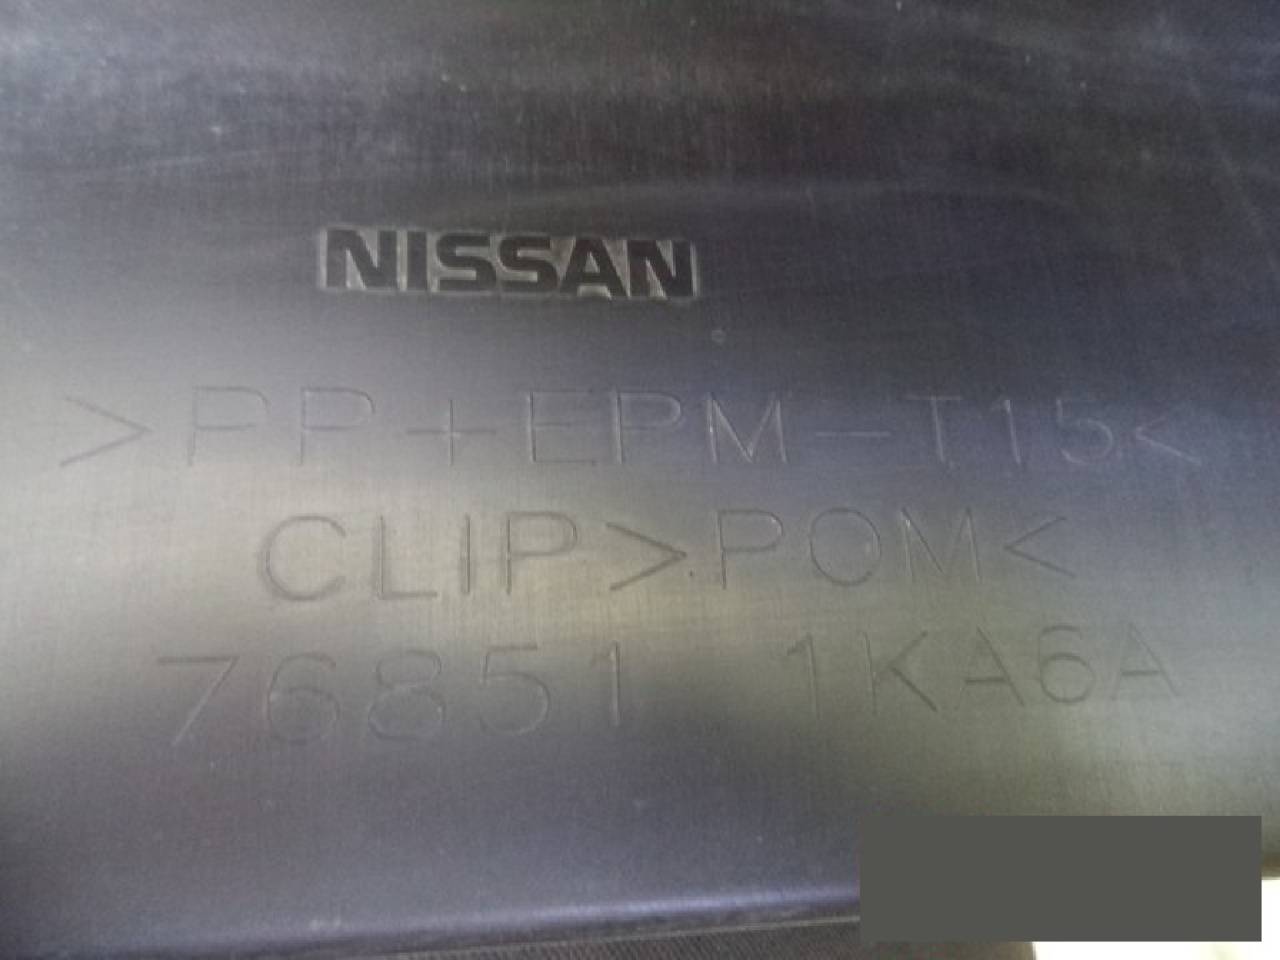 NISSAN
>PP+EPM-T15<
CLIP>POM<
76851 1KA6A